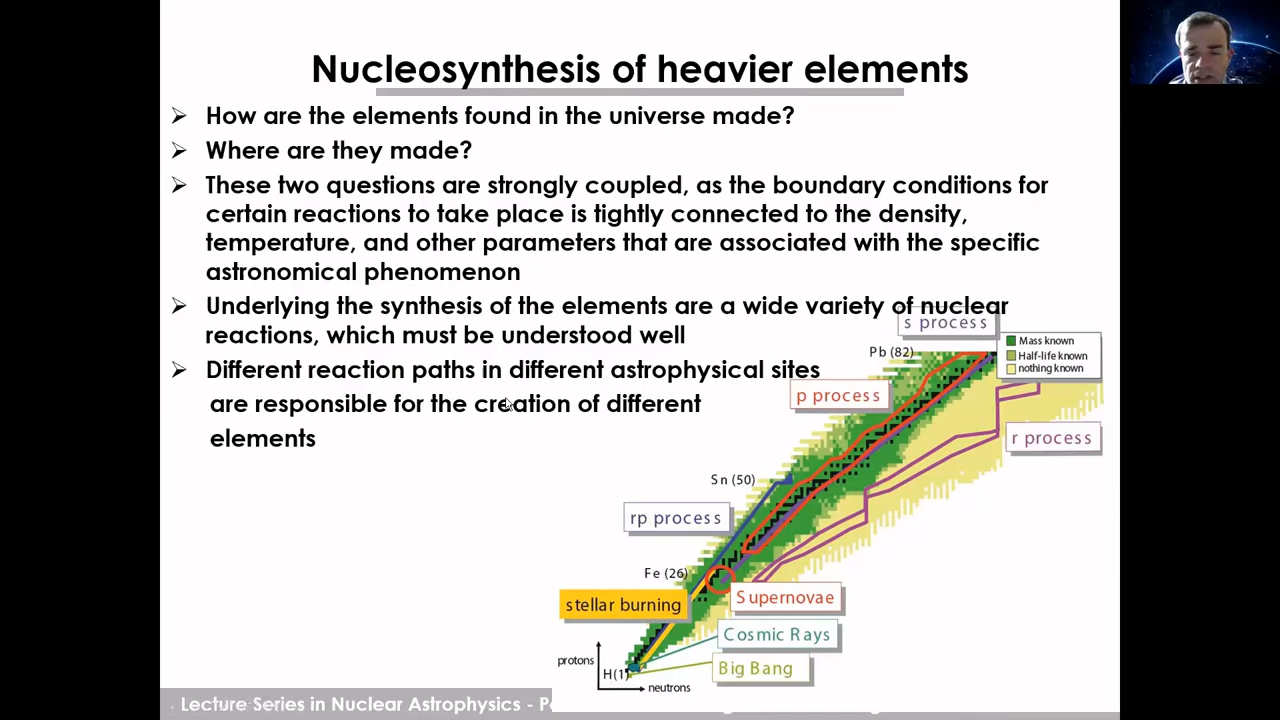 Nucleosynthesis of heavier elements
How are the elements found in the universe made?
Where are they made?
These two questions are strongly coupled, as the boundary conditions for
certain reactions to take place is tightly connected to the density,
temperature, and other parameters that are associated with the specific
astronomical phenomenon
Underlying the synthesis of the elements are a wide variety of nuclear
reactions, which must be understood well
Different reaction paths in different astrophysical sites
are responsible for the creation of different
elements
s process
Mass known
Half-life known
nothing known
Pb (82)
p process
r process
Sn (50)
rp process
Fe (26)
stellar burning
Supernovae
Cosmic Rays
Big Bang
protons
H(1)
neutrons
Lecture Series in Nuclear Astrophysics -